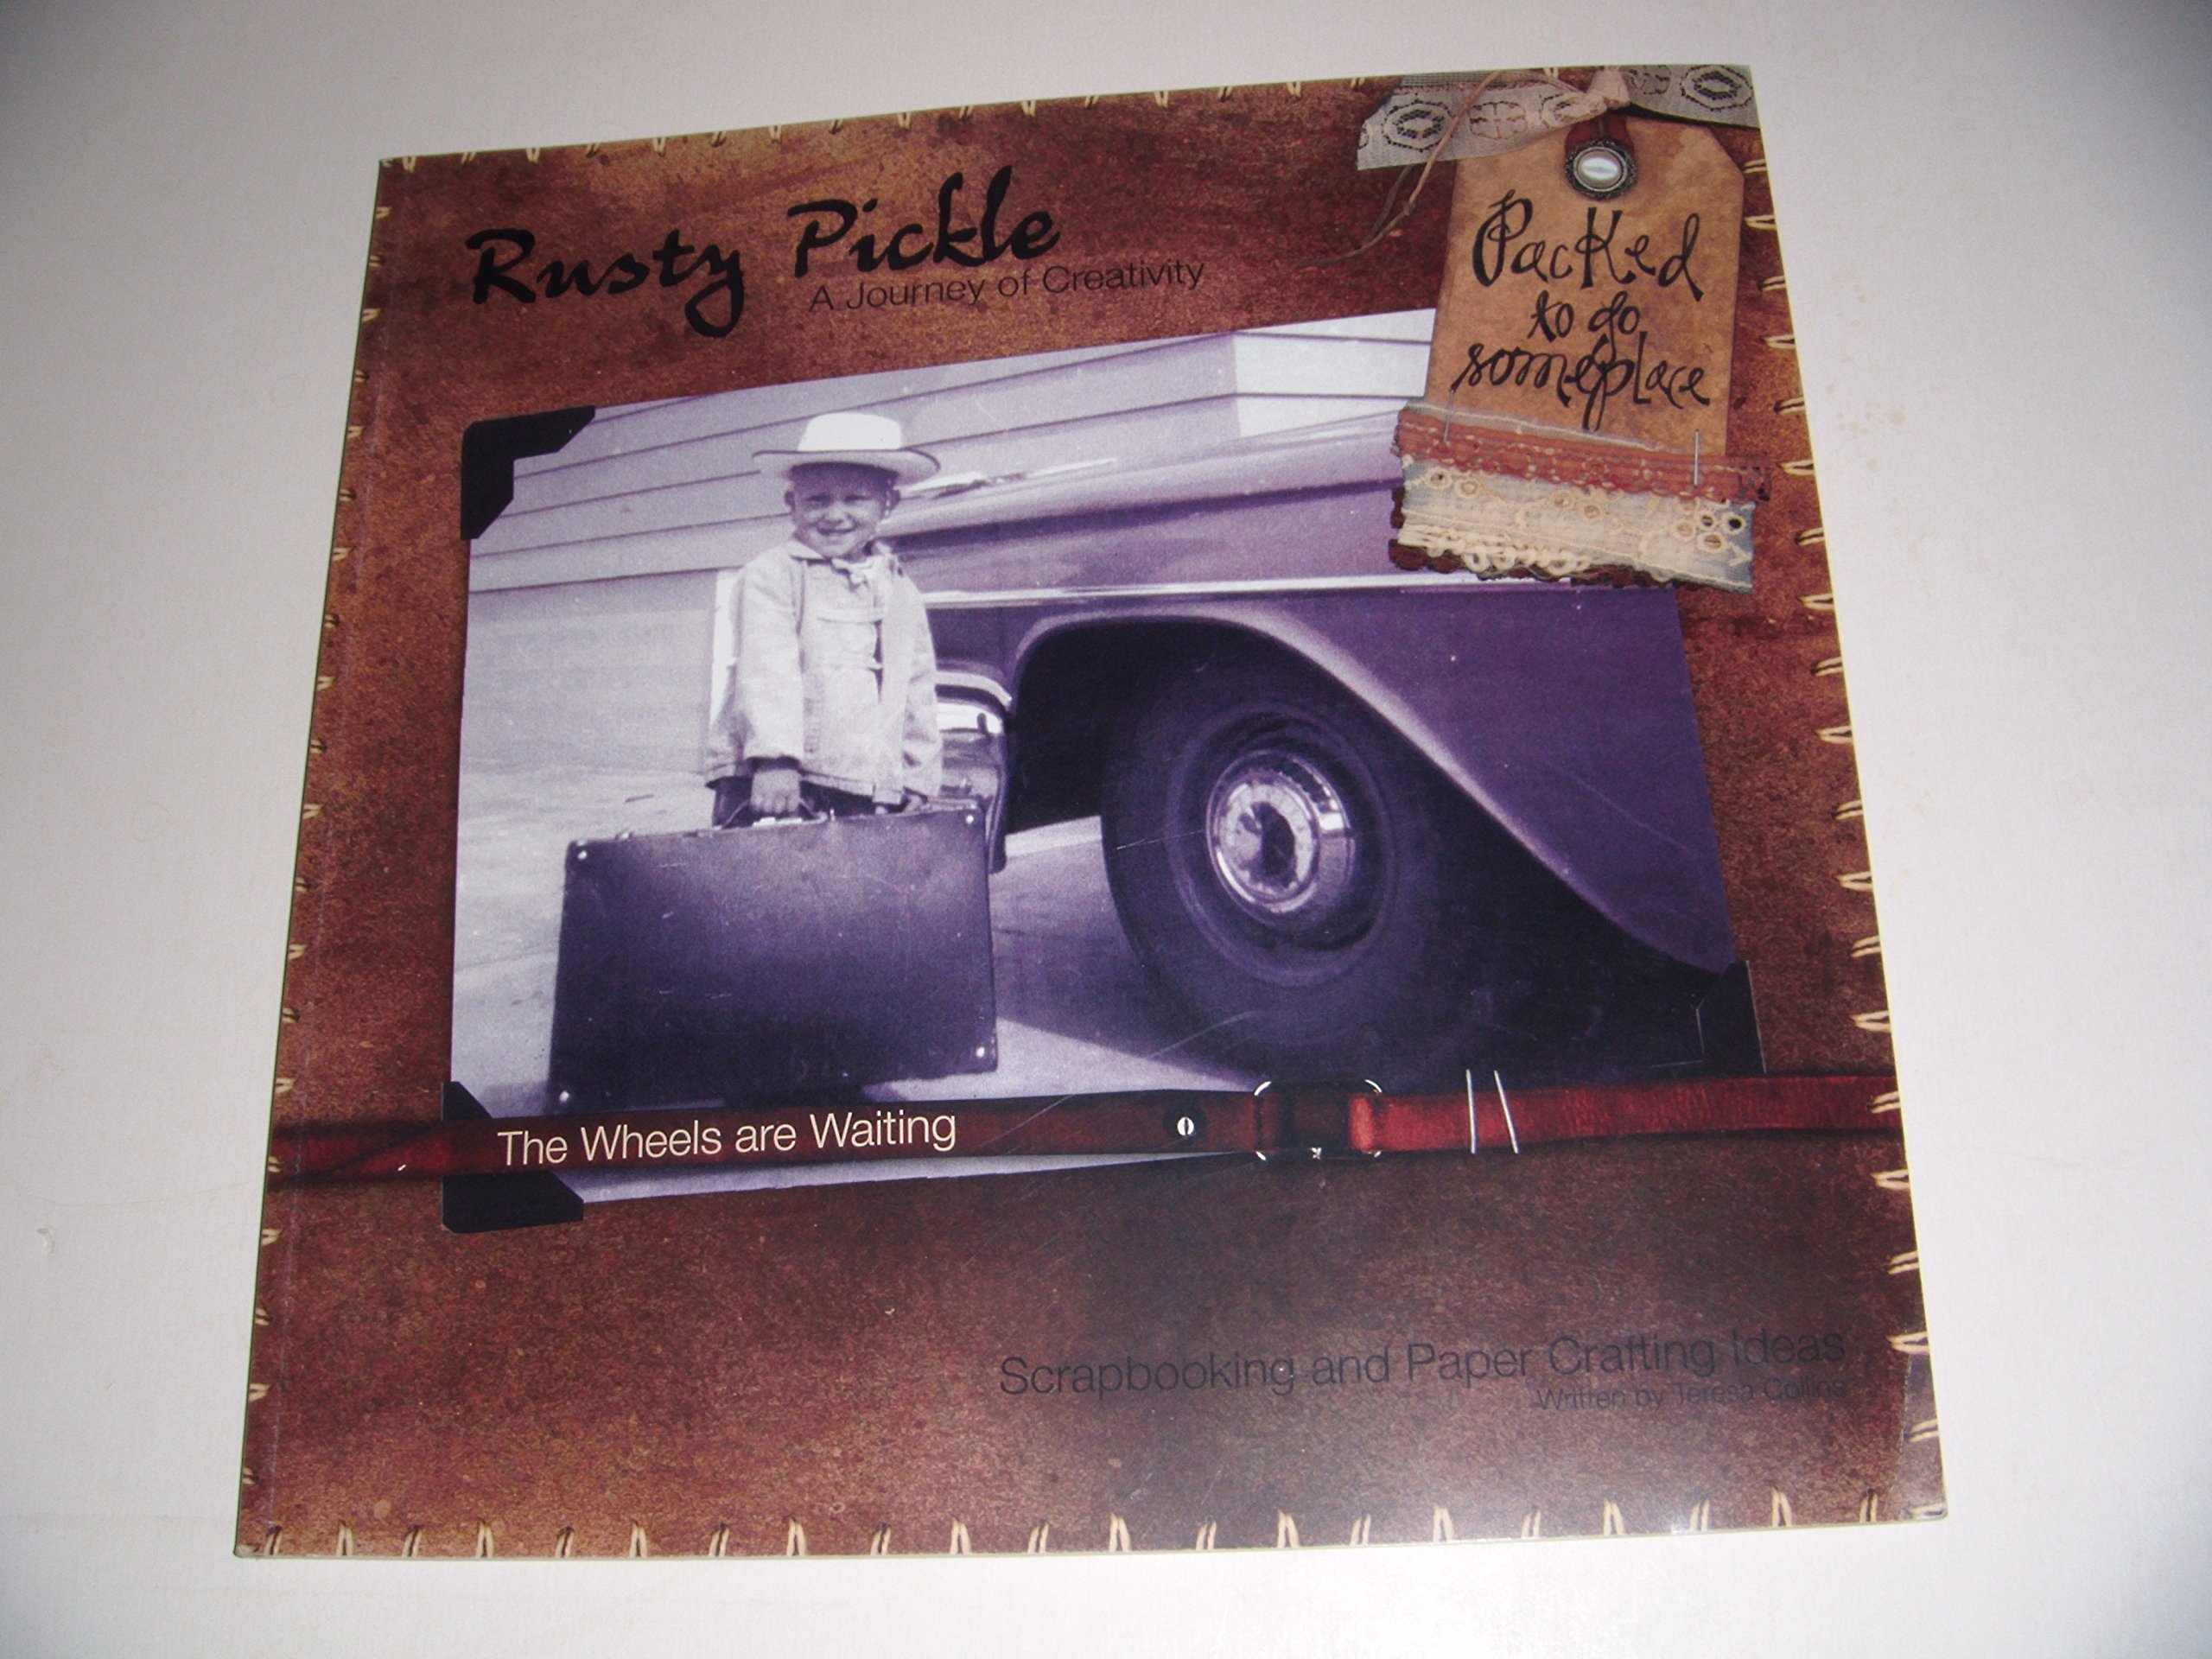 Rusty Pickle
A Journey of Creativity
Packed
to go
someplace
The Wheels are Waiting
Scrapbooking and Paper Crafting Ideas
Written by Teresa Collins